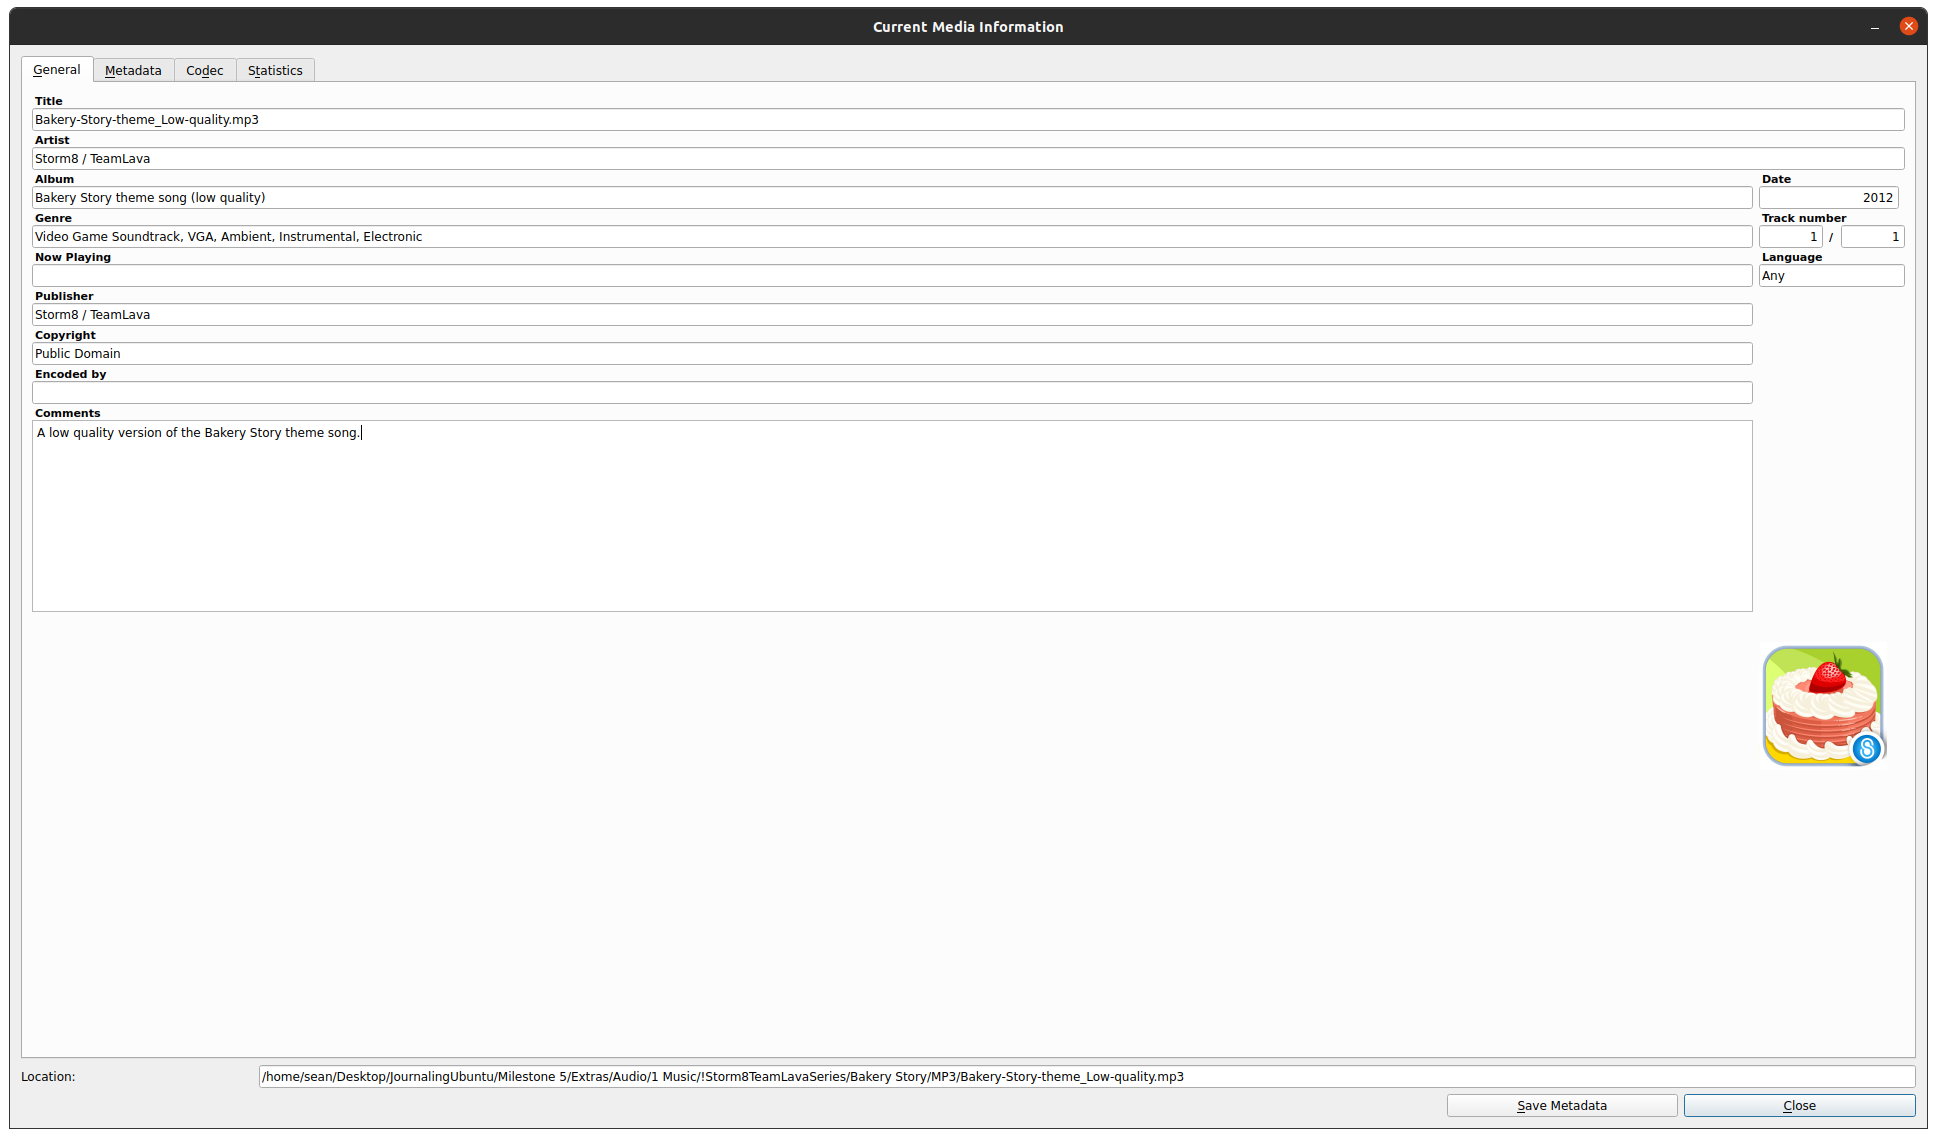 Current Media Information
General Metadata Codec Statistics
Title
Bakery-Story-theme_Low-quality.mp3
Artist
Storm8 / TeamLava
Album Date
Bakery Story theme song (low quality) 2012
Genre Track number
Video Game Soundtrack, VGA, Ambient, Instrumental, Electronic 1 / 1
Now Playing Language
Any
Publisher
Storm8 / TeamLava
Copyright
Public Domain
Encoded by
Comments
A low quality version of the Bakery Story theme song.
S
Location: /home/sean/Desktop/JournalingUbuntu/Milestone 5/Extras/Audio/1 Music/!Storm8TeamLavaSeries/Bakery Story/MP3/Bakery-Story-theme_Low-quality.mp3
Save Metadata Close